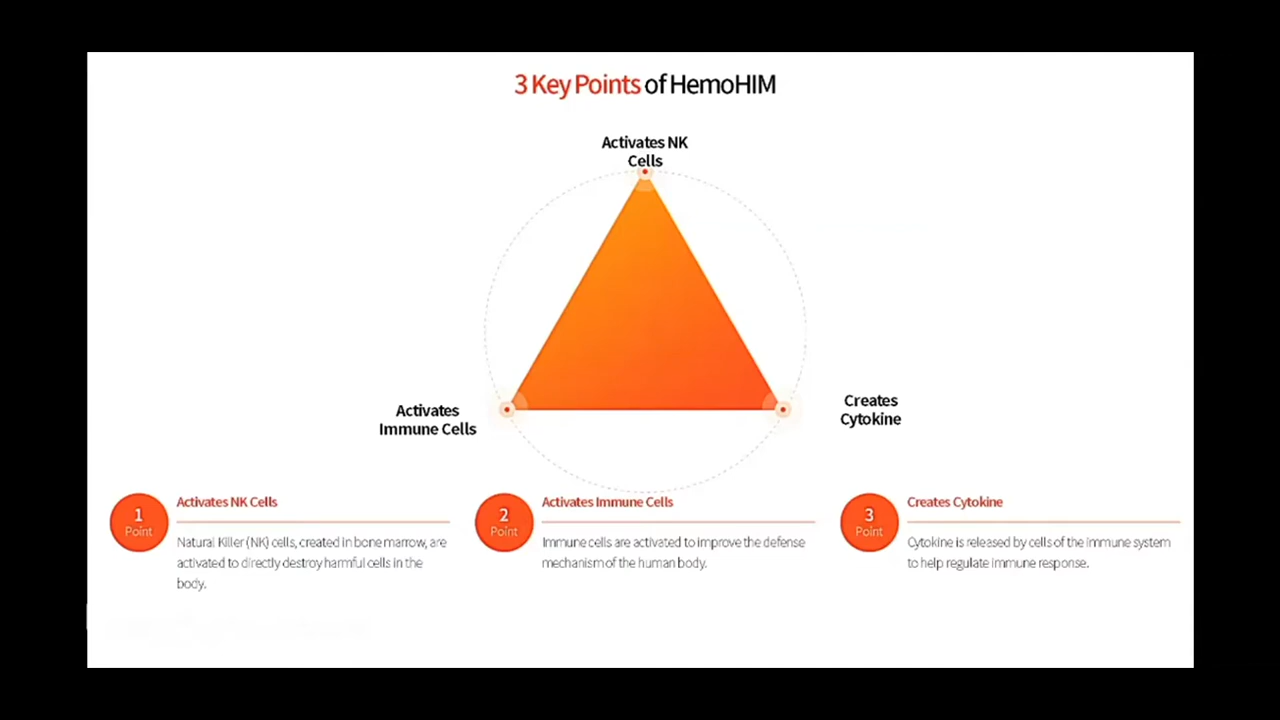 3 Key Points of HemoHIM
Activates NK
Cells
Activates
Immune Cells
Creates
Cytokine
1
Point
Activates NK Cells
Natural Killer (NK) cells, created in bone marrow, are
activated to directly destroy harmful cells in the
body.
2
Point
Activates Immune Cells
Immune cells are activated to improve the defense
mechanism of the human body.
3
Point
Creates Cytokine
Cytokine is released by cells of the immune system
to help regulate immune response.